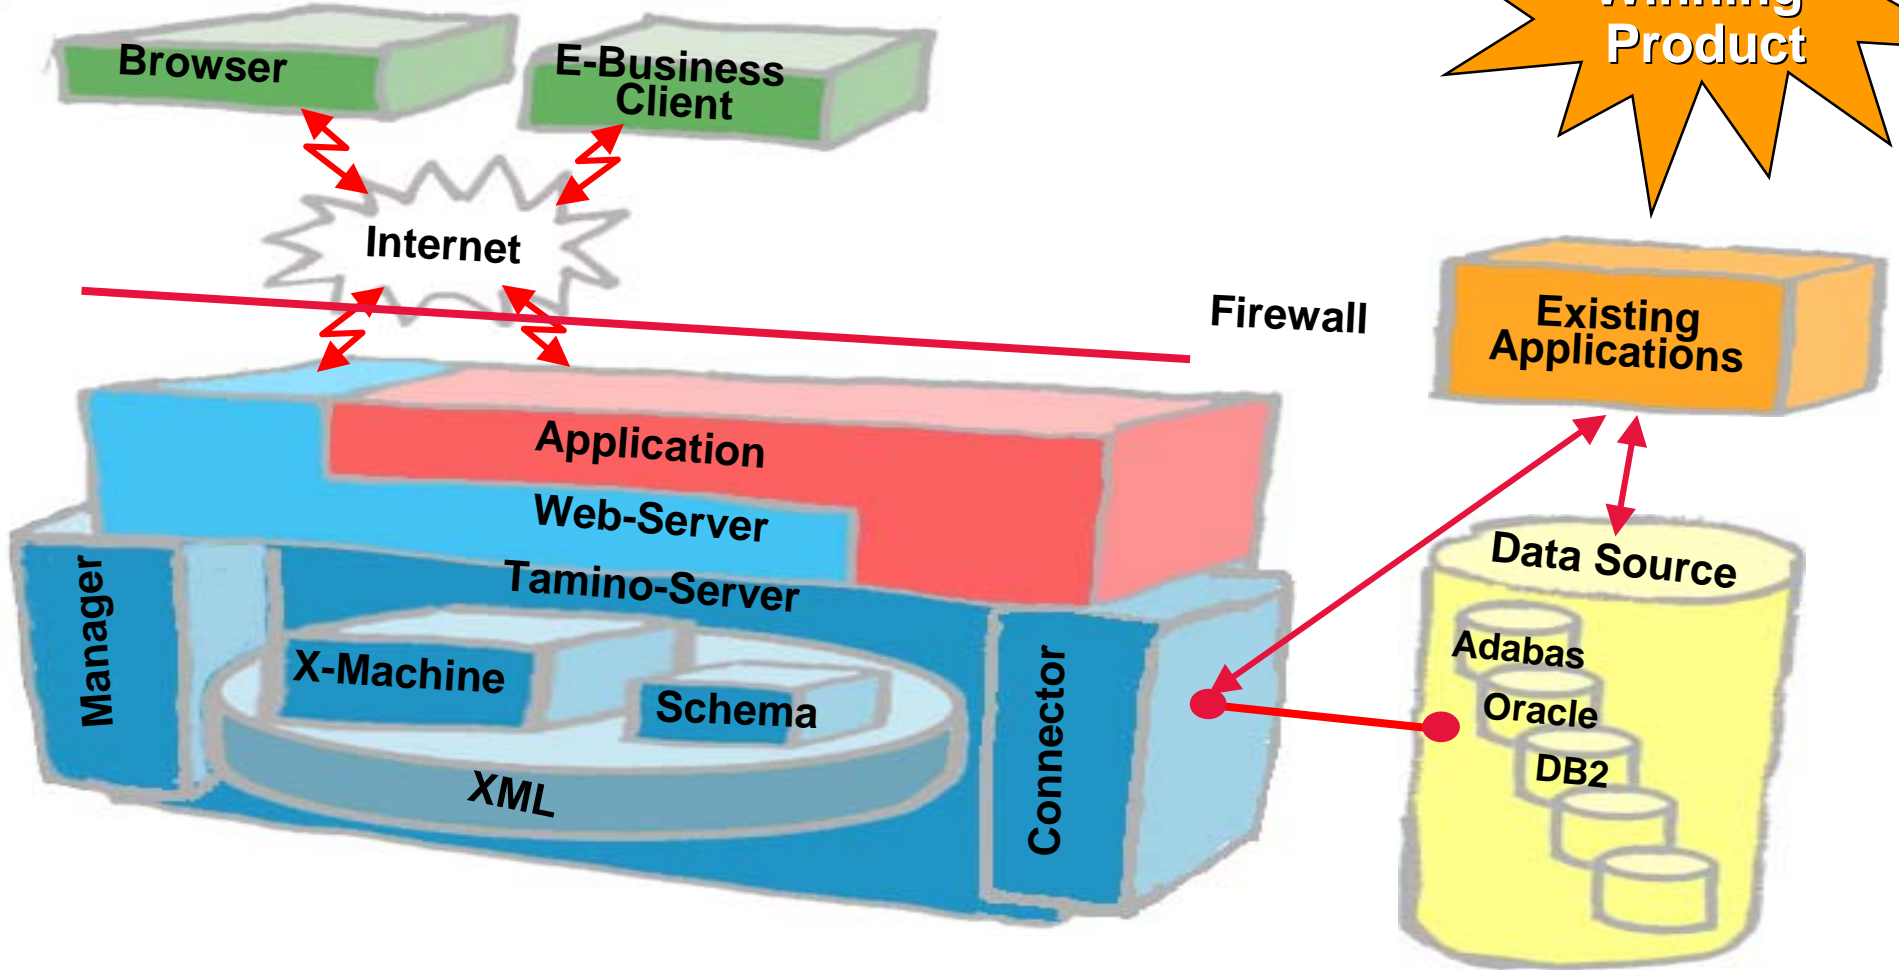 Winning
Product
Browser
E-Business
Client
Internet
Firewall
Existing
Applications
Application
Web-Server
Tamino-Server
Manager
X-Machine
Schema
XML
Connector
Data Source
Adabas
Oracle
DB2